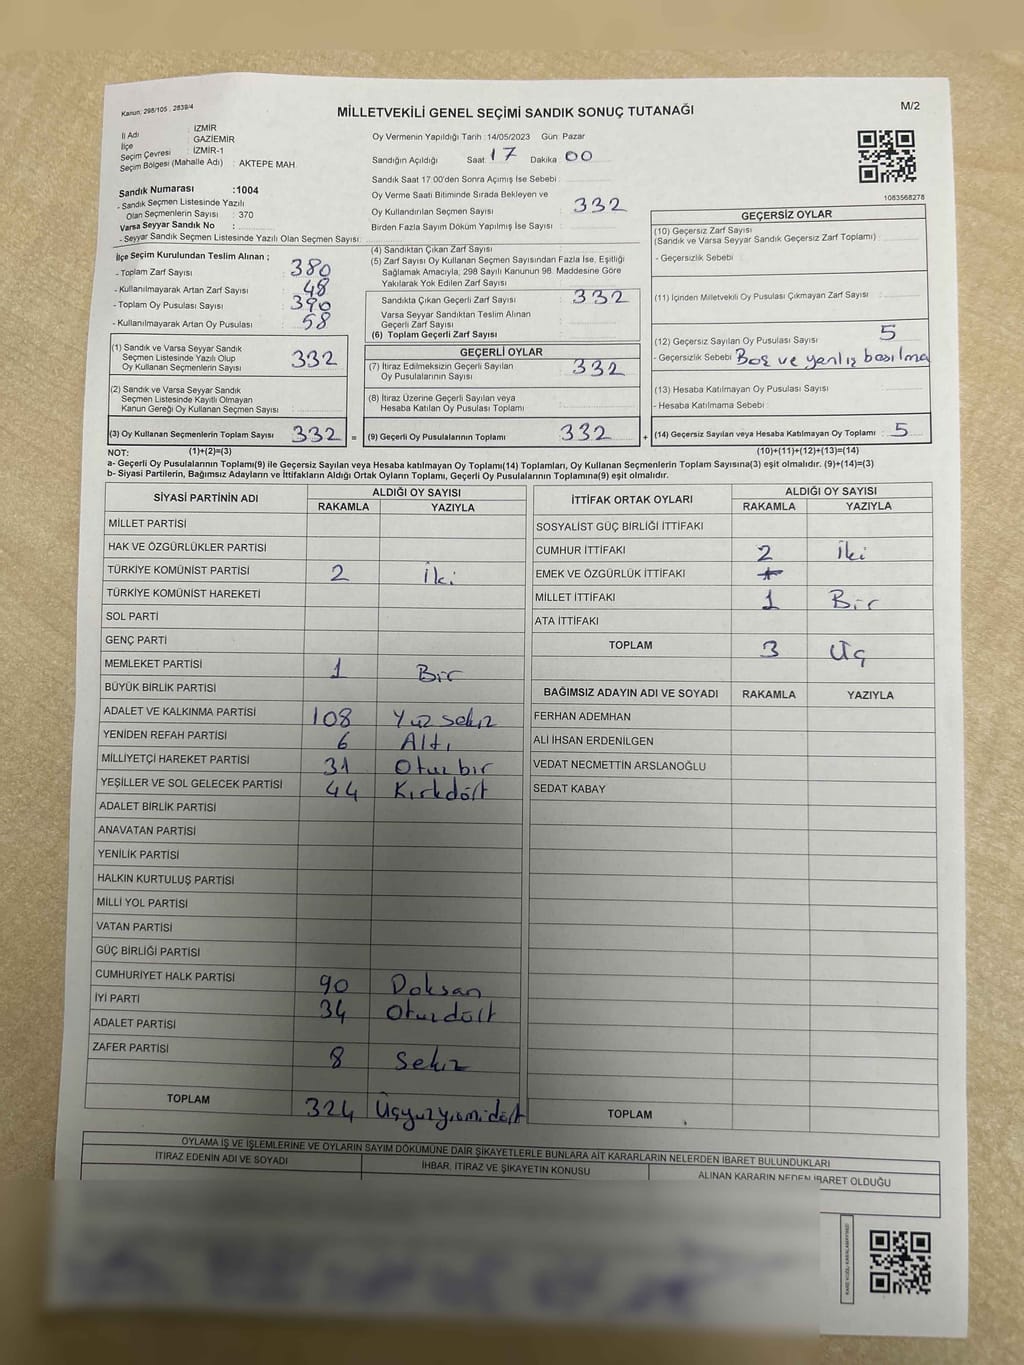 Kanun: 298/105 , 2839/4
MİLLETVEKİLİ GENEL SEÇİMİ SANDIK SONUÇ TUTANAĞI
M/2
İl Adı : İZMİR
İlçe : GAZİEMİR
Seçim Çevresi : İZMİR-1
Seçim Bölgesi (Mahalle Adı) : AKTEPE MAH.
Sandık Numarası :1004
- Sandık Seçmen Listesinde Yazılı
Olan Seçmenlerin Sayısı : 370
Varsa Seyyar Sandık No :
- Seyyar Sandık Seçmen Listesinde Yazılı Olan Seçmen Sayısı:
Oy Vermenin Yapıldığı Tarih :14/05/2023 Gün: Pazar
Sandığın Açıldığı Saat: 17 Dakika: 00
Sandık Saat 17.00'den Sonra Açılmış İse Sebebi :
Oy Verme Saati Bitiminde Sırada Bekleyen ve
Oy Kullandırılan Seçmen Sayısı : 332
Birden Fazla Sayım Döküm Yapılmış İse Sayısı :
1083568278
İlçe Seçim Kurulundan Teslim Alınan ;
- Toplam Zarf Sayısı : 380
- Kullanılmayarak Artan Zarf Sayısı : 48
- Toplam Oy Pusulası Sayısı : 390
- Kullanılmayarak Artan Oy Pusulası : 58
(1) Sandık ve Varsa Seyyar Sandık
Seçmen Listesinde Yazılı Olup
Oy Kullanan Seçmenlerin Sayısı : 332
(2) Sandık ve Varsa Seyyar Sandık
Seçmen Listesinde Kayıtlı Olmayan
Kanun Gereği Oy Kullanan Seçmen Sayısı :
(3) Oy Kullanan Seçmenlerin Toplam Sayısı : 332 =
(4) Sandıktan Çıkan Zarf Sayısı
(5) Zarf Sayısı Oy Kullanan Seçmen Sayısından Fazla İse, Eşitliği
Sağlamak Amacıyla, 298 Sayılı Kanunun 98. Maddesine Göre
Yakılarak Yok Edilen Zarf Sayısı :
Sandıkta Çıkan Geçerli Zarf Sayısı : 332
Varsa Seyyar Sandıktan Teslim Alınan
Geçerli Zarf Sayısı :
(6) Toplam Geçerli Zarf Sayısı :
GEÇERLİ OYLAR
(7) İtiraz Edilmeksizin Geçerli Sayılan
Oy Pusulalarının Sayısı : 332
(8) İtiraz Üzerine Geçerli Sayılan veya
Hesaba Katılan Oy Pusulası Toplamı :
(9) Geçerli Oy Pusulalarının Toplamı : 332 +
GEÇERSİZ OYLAR
(10) Geçersiz Zarf Sayısı
(Sandık ve Varsa Seyyar Sandık Geçersiz Zarf Toplamı) :
- Geçersizlik Sebebi :
(11) İçinden Milletvekili Oy Pusulası Çıkmayan Zarf Sayısı :
(12) Geçersiz Sayılan Oy Pusulası Sayısı : 5
- Geçersizlik Sebebi : Boş ve yanlış basılma
(13) Hesaba Katılmayan Oy Pusulası Sayısı :
- Hesaba Katılmama Sebebi :
(14) Geçersiz Sayılan veya Hesaba Katılmayan Oy Toplamı : 5
NOT: (1)+(2)=(3) (10)+(11)+(12)+(13)=(14)
a- Geçerli Oy Pusulalarının Toplamı(9) ile Geçersiz Sayılan veya Hesaba katılmayan Oy Toplamı(14) Toplamları, Oy Kullanan Seçmenlerin Toplam Sayısına(3) eşit olmalıdır. (9)+(14)=(3)
b- Siyasi Partilerin, Bağımsız Adayların ve İttifakların Aldığı Ortak Oyların Toplamı, Geçerli Oy Pusulalarının Toplamına(9) eşit olmalıdır.
SİYASİ PARTİNİN ADI ALDIĞI OY SAYISI
RAKAMLA YAZIYLA
MİLLET PARTİSİ
HAK VE ÖZGÜRLÜKLER PARTİSİ
TÜRKİYE KOMÜNİST PARTİSİ 2 İki
TÜRKİYE KOMÜNİST HAREKETİ
SOL PARTİ
GENÇ PARTİ
MEMLEKET PARTİSİ 1 Bir
BÜYÜK BİRLİK PARTİSİ
ADALET VE KALKINMA PARTİSİ 108 Yüz sekiz
YENİDEN REFAH PARTİSİ 6 Altı
MİLLİYETÇİ HAREKET PARTİSİ 31 Otuz bir
YEŞİLLER VE SOL GELECEK PARTİSİ 44 Kırkdört
ADALET BİRLİK PARTİSİ
ANAVATAN PARTİSİ
YENİLİK PARTİSİ
HALKIN KURTULUŞ PARTİSİ
MİLLİ YOL PARTİSİ
VATAN PARTİSİ
GÜÇ BİRLİĞİ PARTİSİ
CUMHURİYET HALK PARTİSİ 90 Doksan
İYİ PARTİ 34 Otuzdört
ADALET PARTİSİ
ZAFER PARTİSİ 8 Sekiz
TOPLAM 324 Üçyüzyirmidört
İTTİFAK ORTAK OYLARI ALDIĞI OY SAYISI
RAKAMLA YAZIYLA
SOSYALİST GÜÇ BİRLİĞİ İTTİFAKI
CUMHUR İTTİFAKI 2 İki
EMEK VE ÖZGÜRLÜK İTTİFAKI
MİLLET İTTİFAKI 1 Bir
ATA İTTİFAKI
TOPLAM 3 Üç
BAĞIMSIZ ADAYIN ADI VE SOYADI RAKAMLA YAZIYLA
FERHAN ADEMHAN
ALİ İHSAN ERDENİLGEN
VEDAT NECMETTİN ARSLANOĞLU
SEDAT KABAY
TOPLAM
OYLAMA İŞ VE İŞLEMLERİNE VE OYLARIN SAYIM DÖKÜMÜNE DAİR ŞİKAYETLERLE BUNLARA AİT KARARLARIN NELERDEN İBARET BULUNDUKLARI
İTİRAZ EDENİN ADI VE SOYADI İHBAR, İTİRAZ VE ŞİKAYETİN KONUSU ALINAN KARARIN NEDEN İBARET OLDUĞU